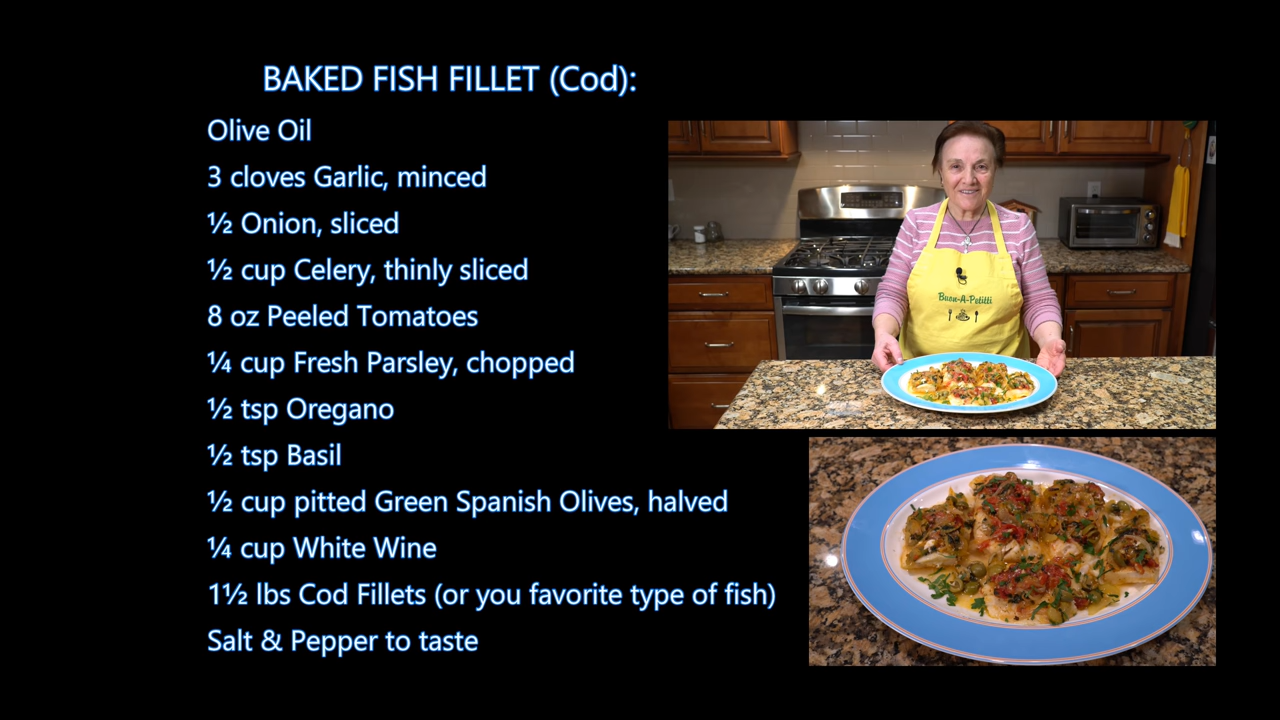 BAKED FISH FILLET (Cod):
Olive Oil
3 cloves Garlic, minced
½ Onion, sliced
½ cup Celery, thinly sliced
8 oz Peeled Tomatoes
¼ cup Fresh Parsley, chopped
½ tsp Oregano
½ tsp Basil
½ cup pitted Green Spanish Olives, halved
¼ cup White Wine
1½ lbs Cod Fillets (or you favorite type of fish)
Salt & Pepper to taste
Buon-A-Petitti